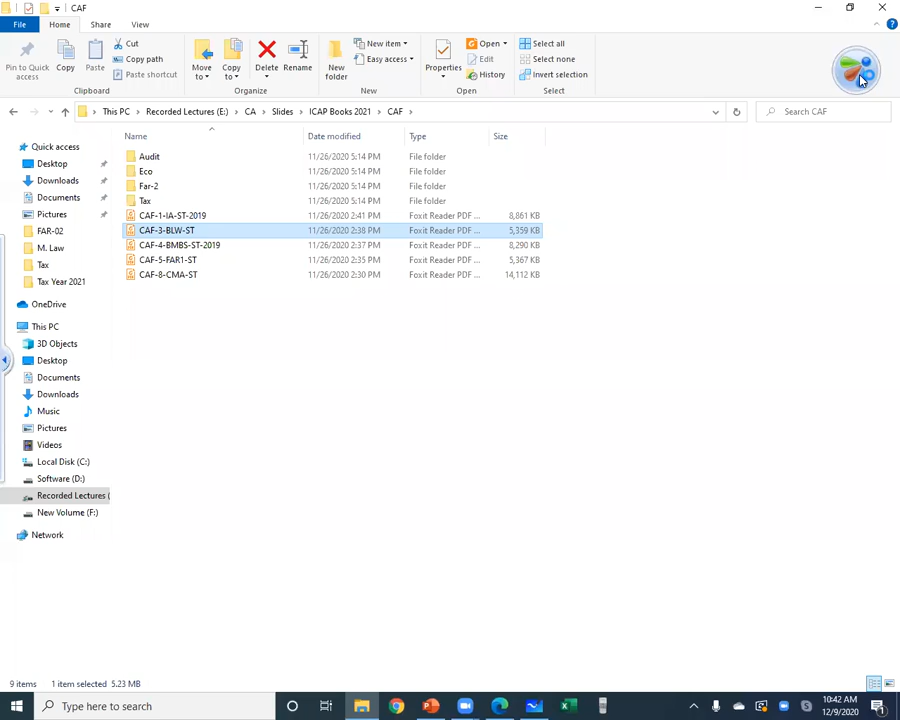 CAF
File
Home
Share
View
Pin to Quick access
Copy
Paste
Cut
Copy path
Paste shortcut
Clipboard
Move to
Copy to
Delete
Rename
Organize
New folder
New item
Easy access
New
Properties
Open
Edit
History
Open
Select all
Select none
Invert selection
Select
This PC > Recorded Lectures (E:) > CA > Slides > ICAP Books 2021 > CAF >
Search CAF
Name Date modified Type Size
Audit 11/26/2020 5:14 PM File folder
Eco 11/26/2020 5:14 PM File folder
Far-2 11/26/2020 5:14 PM File folder
Tax 11/26/2020 5:14 PM File folder
CAF-1-IA-ST-2019 11/26/2020 2:41 PM Foxit Reader PDF ... 8,861 KB
CAF-3-BLW-ST 11/26/2020 2:38 PM Foxit Reader PDF ... 5,359 KB
CAF-4-BMBS-ST-2019 11/26/2020 2:37 PM Foxit Reader PDF ... 8,290 KB
CAF-5-FAR1-ST 11/26/2020 2:35 PM Foxit Reader PDF ... 5,367 KB
CAF-8-CMA-ST 11/26/2020 2:30 PM Foxit Reader PDF ... 14,112 KB
Quick access
Desktop
Downloads
Documents
Pictures
FAR-02
M. Law
Tax
Tax Year 2021
OneDrive
This PC
3D Objects
Desktop
Documents
Downloads
Music
Pictures
Videos
Local Disk (C:)
Software (D:)
Recorded Lectures (
New Volume (F:)
Network
9 items 1 item selected 5.23 MB
Type here to search
10:42 AM
12/9/2020